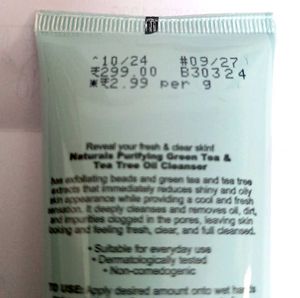 ^10/24 #09/27
₹299.00 B30324
*₹2.99 per g
Reveal your fresh & clear skin!
Naturals Purifying Green Tea &
Tea Tree Oil Cleanser
has exfoliating beads and green tea and tea tree
extracts that immediately reduces shiny and oily
skin appearance while providing a cool and fresh
sensation. It deeply cleanses and removes oil, dirt,
and impurities clogged in the pores, leaving skin
looking and feeling fresh, clear, and full cleansed.
• Suitable for everyday use
• Dermatologically tested
• Non-comedogenic
TO USE: Apply desired amount onto wet hands